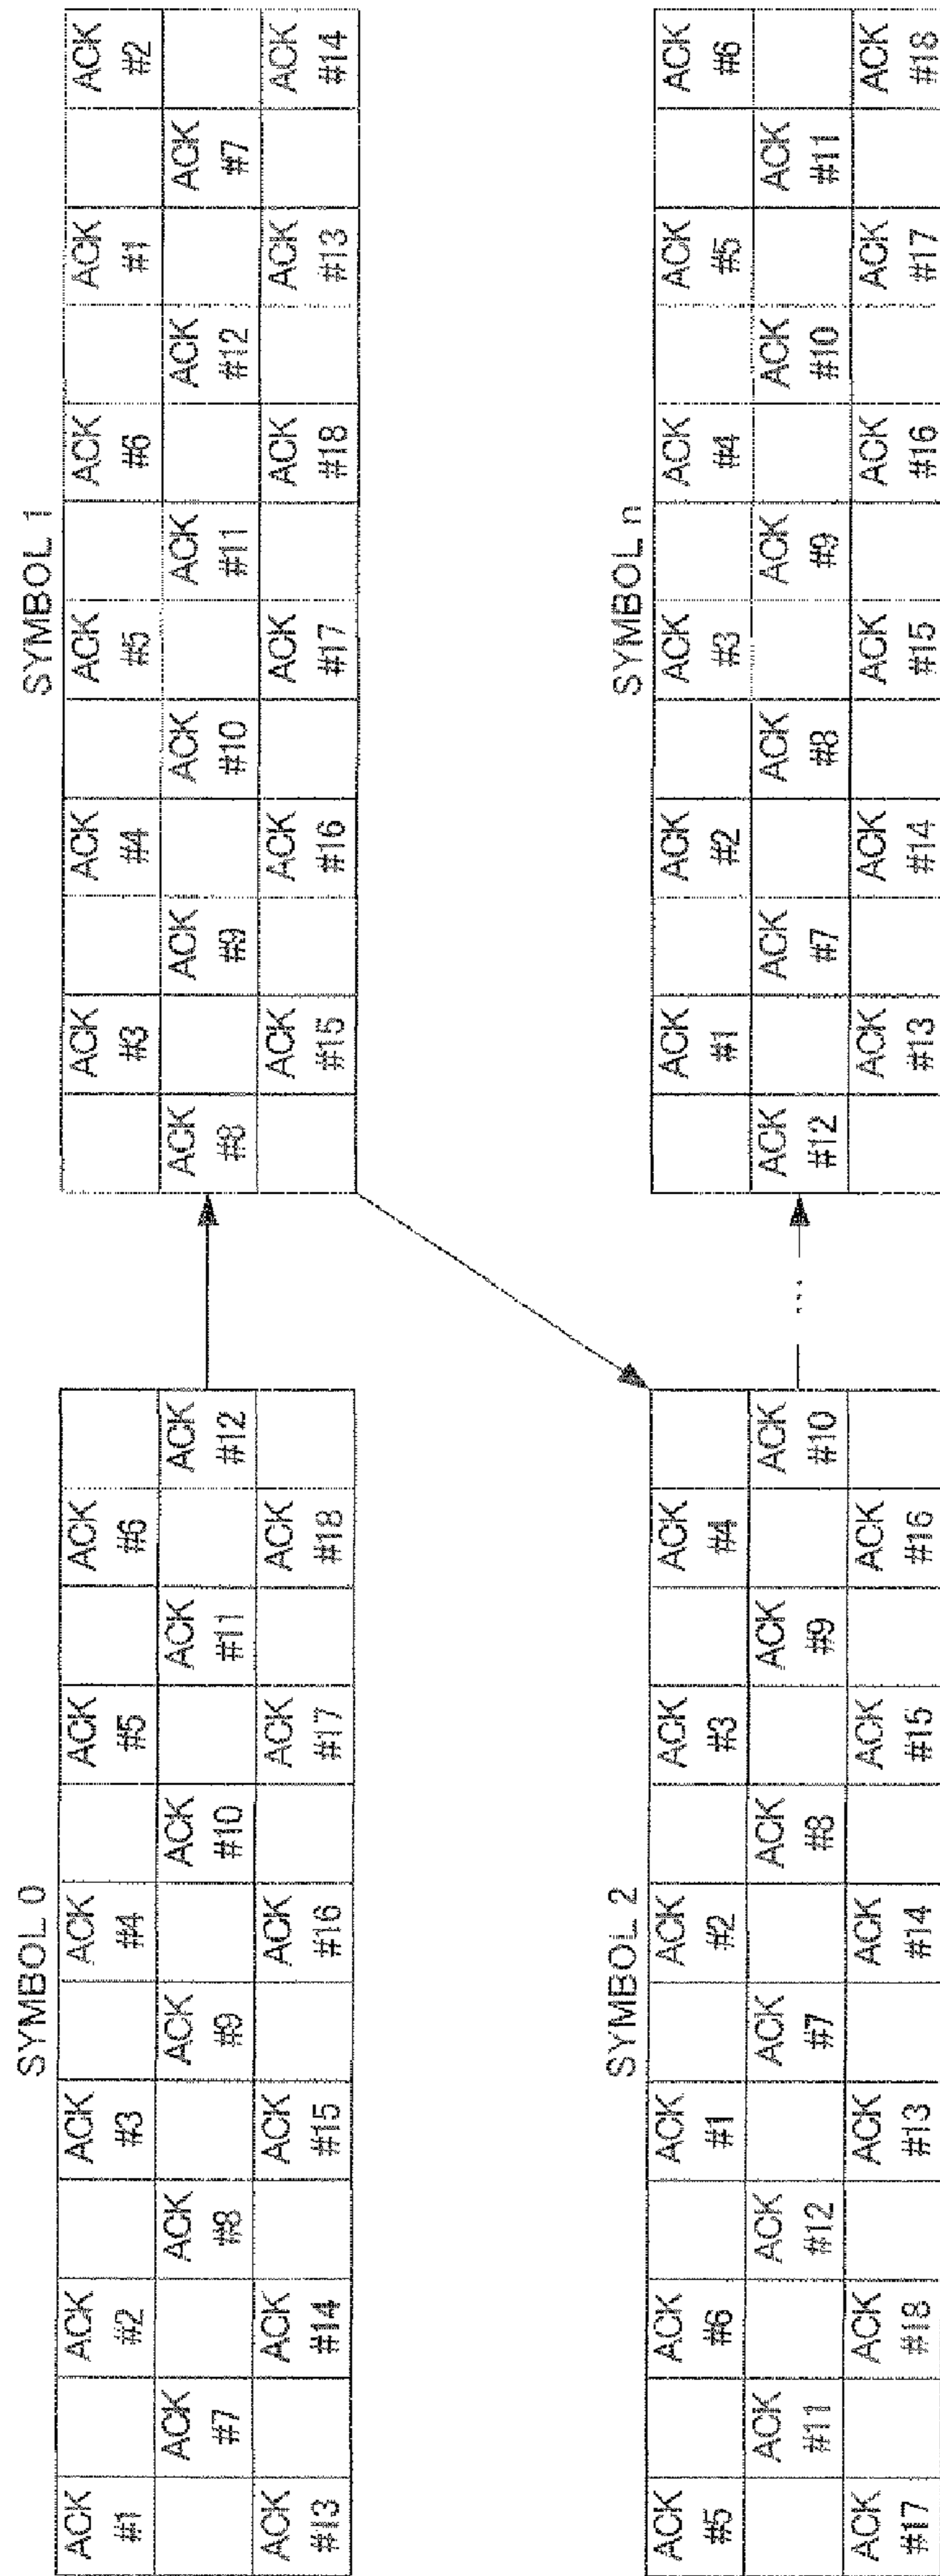 SYMBOL 0
ACK #1 ACK #2 ACK #3 ACK #4 ACK #5 ACK #6
ACK #7 ACK #8 ACK #9 ACK #10 ACK #11 ACK #12
ACK #13 ACK #14 ACK #15 ACK #16 ACK #17 ACK #18
SYMBOL 1
ACK #3 ACK #4 ACK #5 ACK #6 ACK #1 ACK #2
ACK #8 ACK #9 ACK #10 ACK #11 ACK #12 ACK #7
ACK #15 ACK #16 ACK #17 ACK #18 ACK #13 ACK #14
SYMBOL 2
ACK #5 ACK #6 ACK #1 ACK #2 ACK #3 ACK #4
ACK #11 ACK #12 ACK #7 ACK #8 ACK #9 ACK #10
ACK #17 ACK #18 ACK #13 ACK #14 ACK #15 ACK #16
...
SYMBOL n
ACK #1 ACK #2 ACK #3 ACK #4 ACK #5 ACK #6
ACK #12 ACK #7 ACK #8 ACK #9 ACK #10 ACK #11
ACK #13 ACK #14 ACK #15 ACK #16 ACK #17 ACK #18